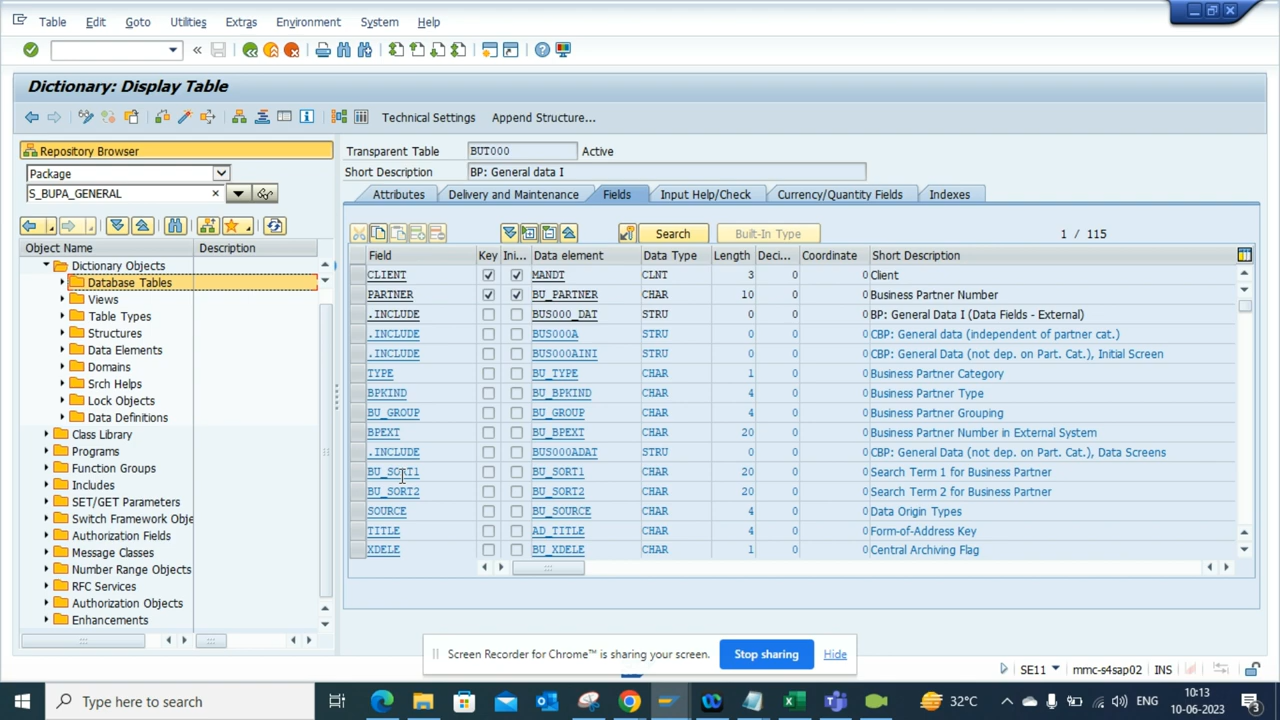 Table Edit Goto Utilities Extras Environment System Help
Dictionary: Display Table
Technical Settings Append Structure...
Repository Browser
Package
S_BUPA_GENERAL
Object Name Description
Dictionary Objects
Database Tables
Views
Table Types
Structures
Data Elements
Domains
Srch Helps
Lock Objects
Data Definitions
Class Library
Programs
Function Groups
Includes
SET/GET Parameters
Switch Framework Obje
Authorization Fields
Message Classes
Number Range Objects
RFC Services
Authorization Objects
Enhancements
Transparent Table BUT000 Active
Short Description BP: General data I
Attributes Delivery and Maintenance Fields Input Help/Check Currency/Quantity Fields Indexes
Search Built-In Type 1 / 115
Field Key Ini... Data element Data Type Length Deci... Coordinate Short Description
CLIENT MANDT CLNT 3 0 0 Client
PARTNER BU_PARTNER CHAR 10 0 0 Business Partner Number
.INCLUDE BUS000_DAT STRU 0 0 0 BP: General Data I (Data Fields - External)
.INCLUDE BUS000A STRU 0 0 0 CBP: General data (independent of partner cat.)
.INCLUDE BUS000AINI STRU 0 0 0 CBP: General Data (not dep. on Part. Cat.), Initial Screen
TYPE BU_TYPE CHAR 1 0 0 Business Partner Category
BPKIND BU_BPKIND CHAR 4 0 0 Business Partner Type
BU_GROUP BU_GROUP CHAR 4 0 0 Business Partner Grouping
BPEXT BU_BPEXT CHAR 20 0 0 Business Partner Number in External System
.INCLUDE BUS000ADAT STRU 0 0 0 CBP: General Data (not dep. on Part. Cat.), Data Screens
BU_SORT1 BU_SORT1 CHAR 20 0 0 Search Term 1 for Business Partner
BU_SORT2 BU_SORT2 CHAR 20 0 0 Search Term 2 for Business Partner
SOURCE BU_SOURCE CHAR 4 0 0 Data Origin Types
TITLE AD_TITLE CHAR 4 0 0 Form-of-Address Key
XDELE BU_XDELE CHAR 1 0 0 Central Archiving Flag
Screen Recorder for Chrome™ is sharing your screen. Stop sharing Hide
SE11 mmc-s4sap02 INS
Type here to search 32°C ENG 10:13
10-06-2023 3